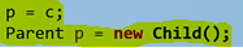 p = c;
Parent p = new Child();